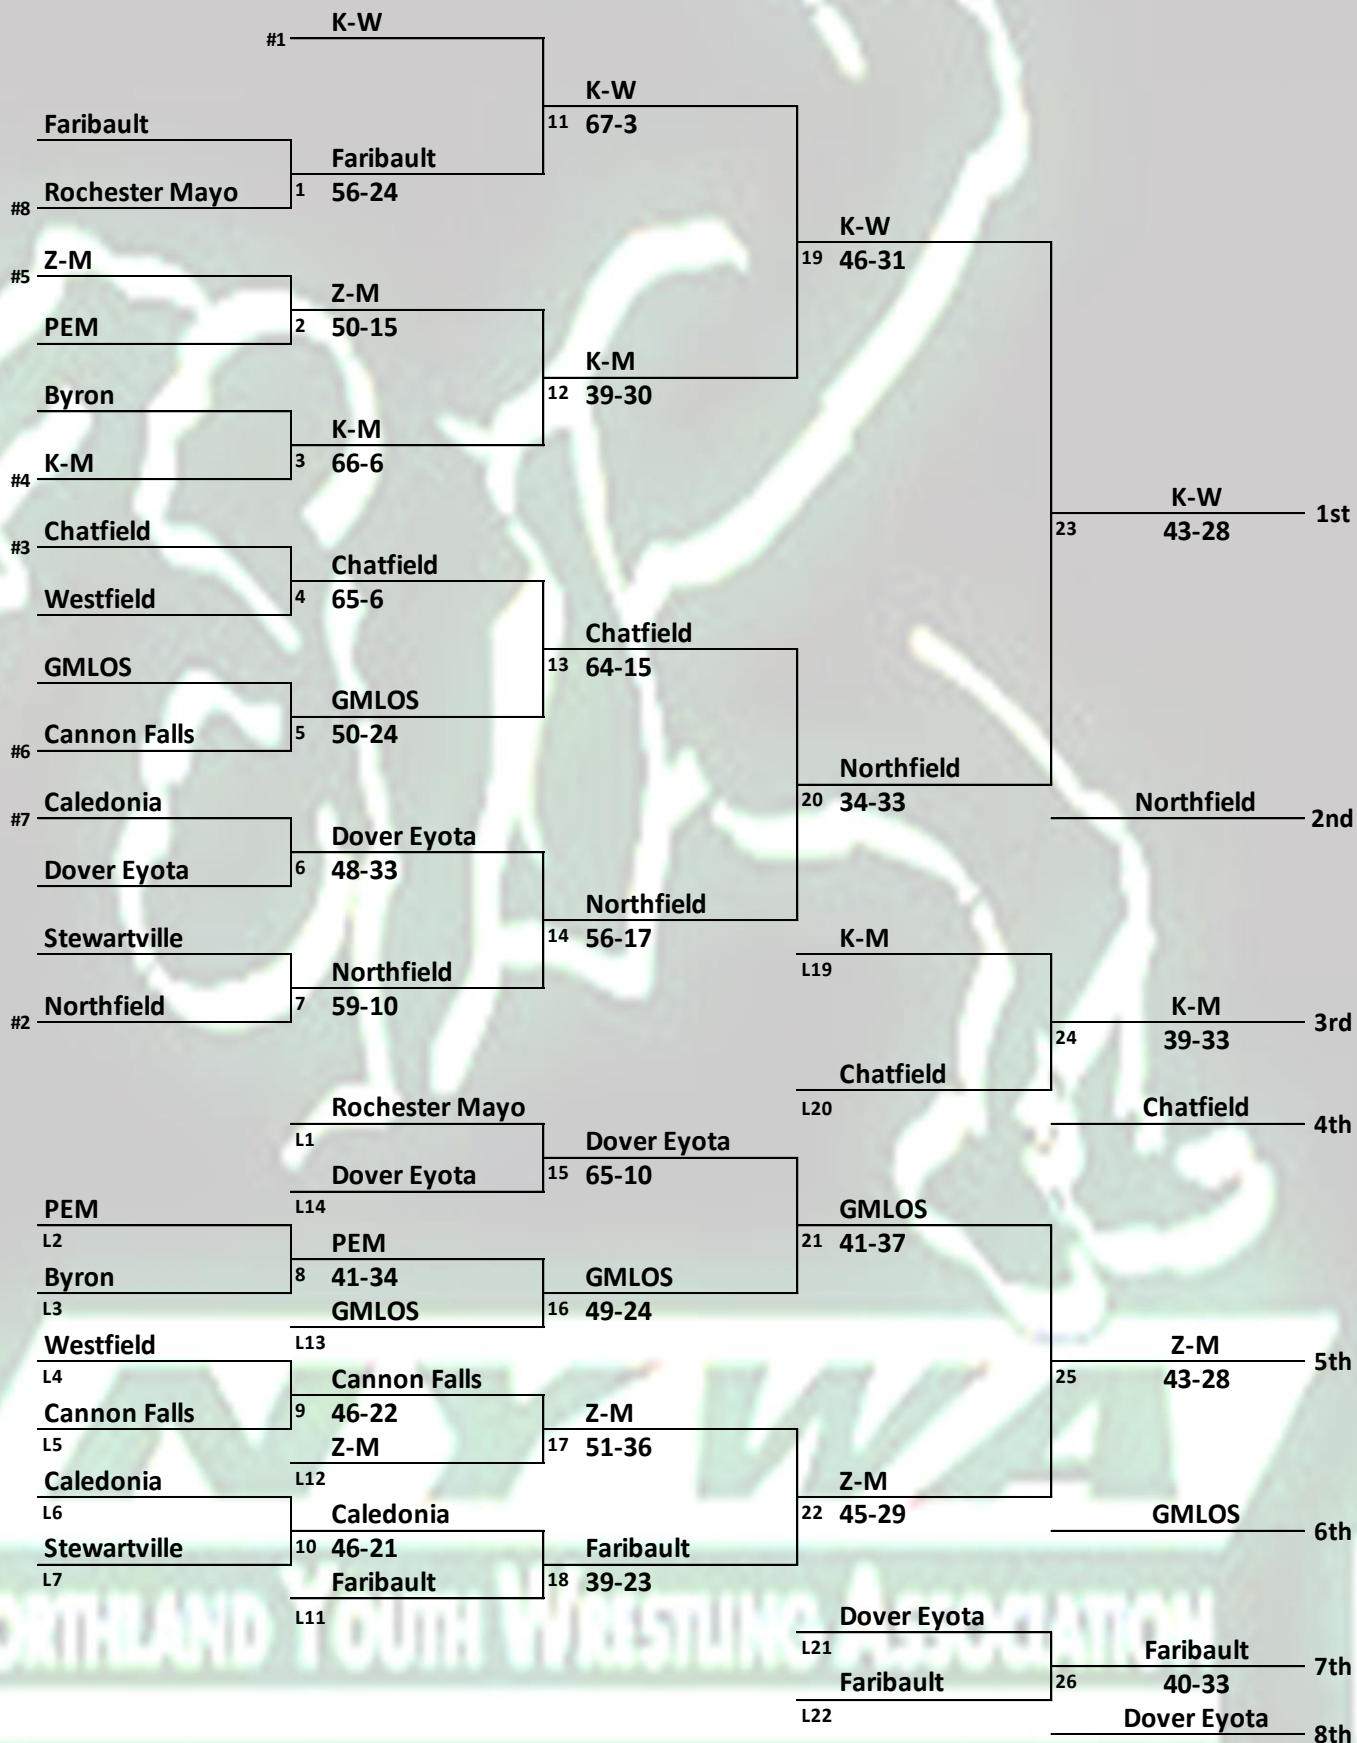 K-W
#1
K-W
11 67-3
Faribault
Faribault
Rochester Mayo
1 56-24
#8
K-W
Z-M
19 46-31
#5
Z-M
PEM
2 50-15
K-M
Byron
12 39-30
K-M
K-M
3 66-6
#4
K-W
1st
Chatfield
23 43-28
#3
Chatfield
Westfield
4 65-6
Chatfield
GMLOS
13 64-15
GMLOS
Cannon Falls
5 50-24
#6
Northfield
Caledonia
20 34-33
Northfield
2nd
#7
Dover Eyota
Dover Eyota
6 48-33
Northfield
Stewartville
14 56-17
K-M
L19
Northfield
Northfield
7 59-10
K-M
3rd
#2
24 39-33
Chatfield
Rochester Mayo
L20
Chatfield
4th
L1
Dover Eyota
Dover Eyota
15 65-10
PEM
L14
GMLOS
L2
PEM
21 41-37
Byron
8 41-34
GMLOS
L3
GMLOS
16 49-24
Westfield
L13
Z-M
5th
L4
Cannon Falls
25 43-28
Cannon Falls
9 46-22
Z-M
L5
Z-M
17 51-36
Caledonia
L12
Z-M
L6
Caledonia
22 45-29
GMLOS
6th
Stewartville
10 46-21
Faribault
L7
Faribault
18 39-23
L11
Dover Eyota
L21
Faribault
7th
Faribault
26 40-33
L22
Dover Eyota
8th
NYWA
ORTHLAND YOUTH WRESTLING ASSOCIATION